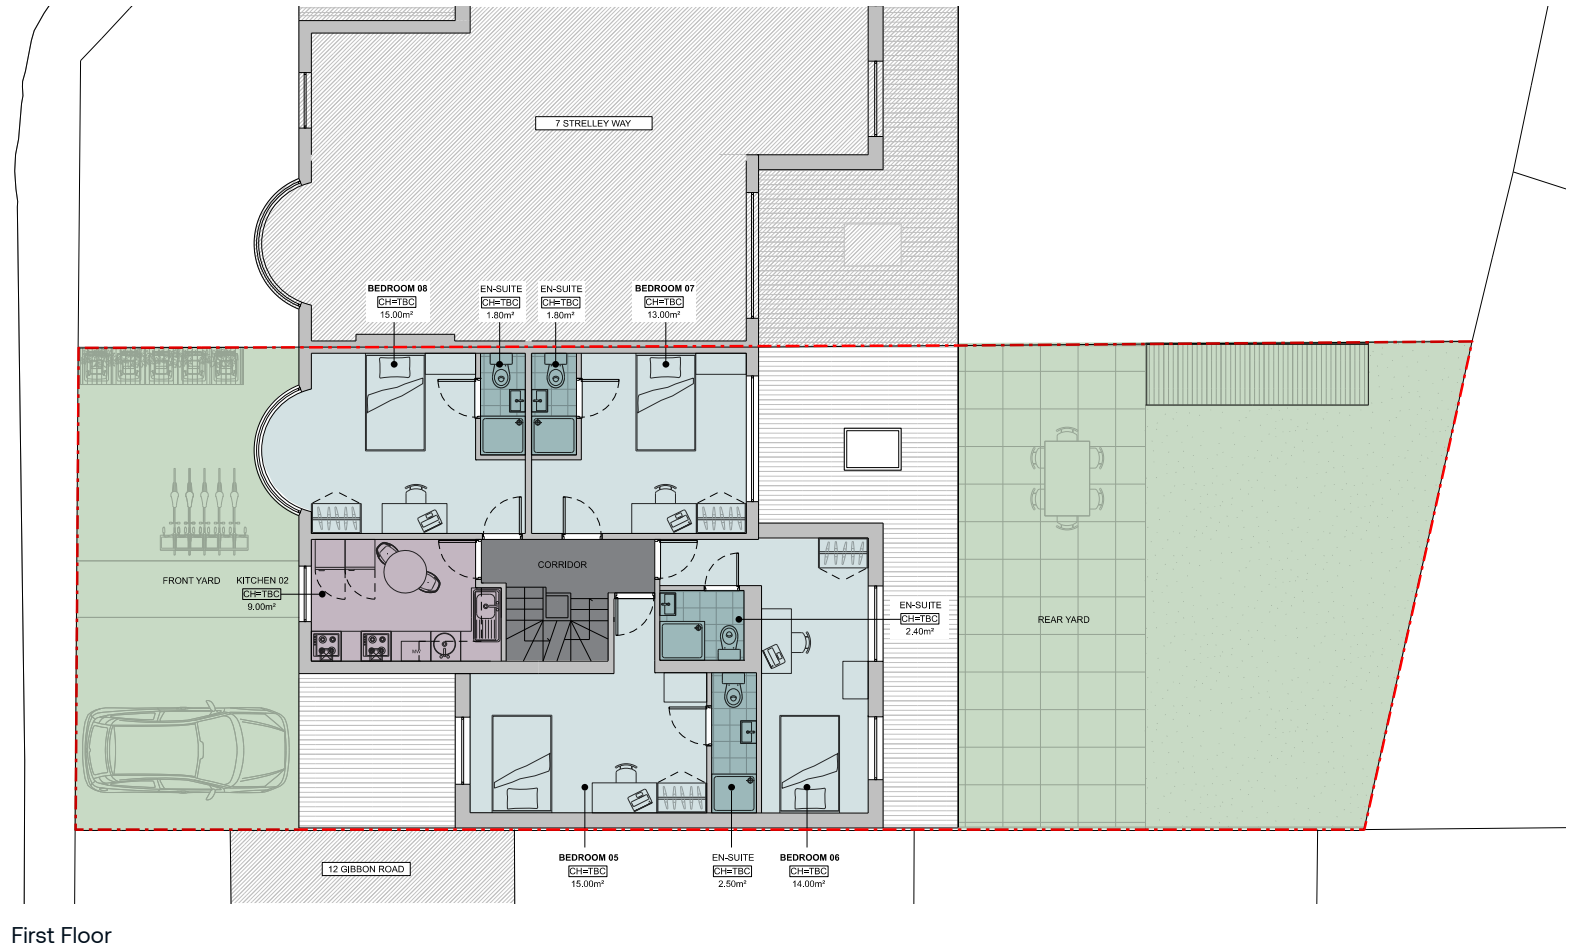 7 STRELLEY WAY
BEDROOM 08
CH=TBC
15.00m²
EN-SUITE
CH=TBC
1.80m²
EN-SUITE
CH=TBC
1.80m²
BEDROOM 07
CH=TBC
13.00m²
CORRIDOR
FRONT YARD
KITCHEN 02
CH=TBC
9.00m²
MW
EN-SUITE
CH=TBC
2.40m²
REAR YARD
12 GIBBON ROAD
BEDROOM 05
CH=TBC
15.00m²
EN-SUITE
CH=TBC
2.50m²
BEDROOM 06
CH=TBC
14.00m²
First Floor